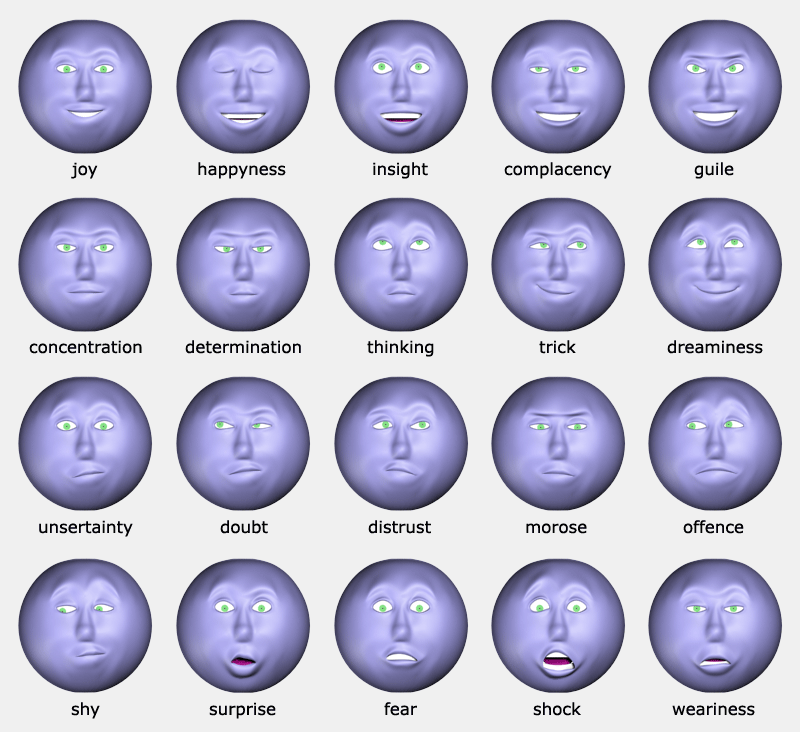 joy happyness insight complacency guile
concentration determination thinking trick dreaminess
unsertainty doubt distrust morose offence
shy surprise fear shock weariness